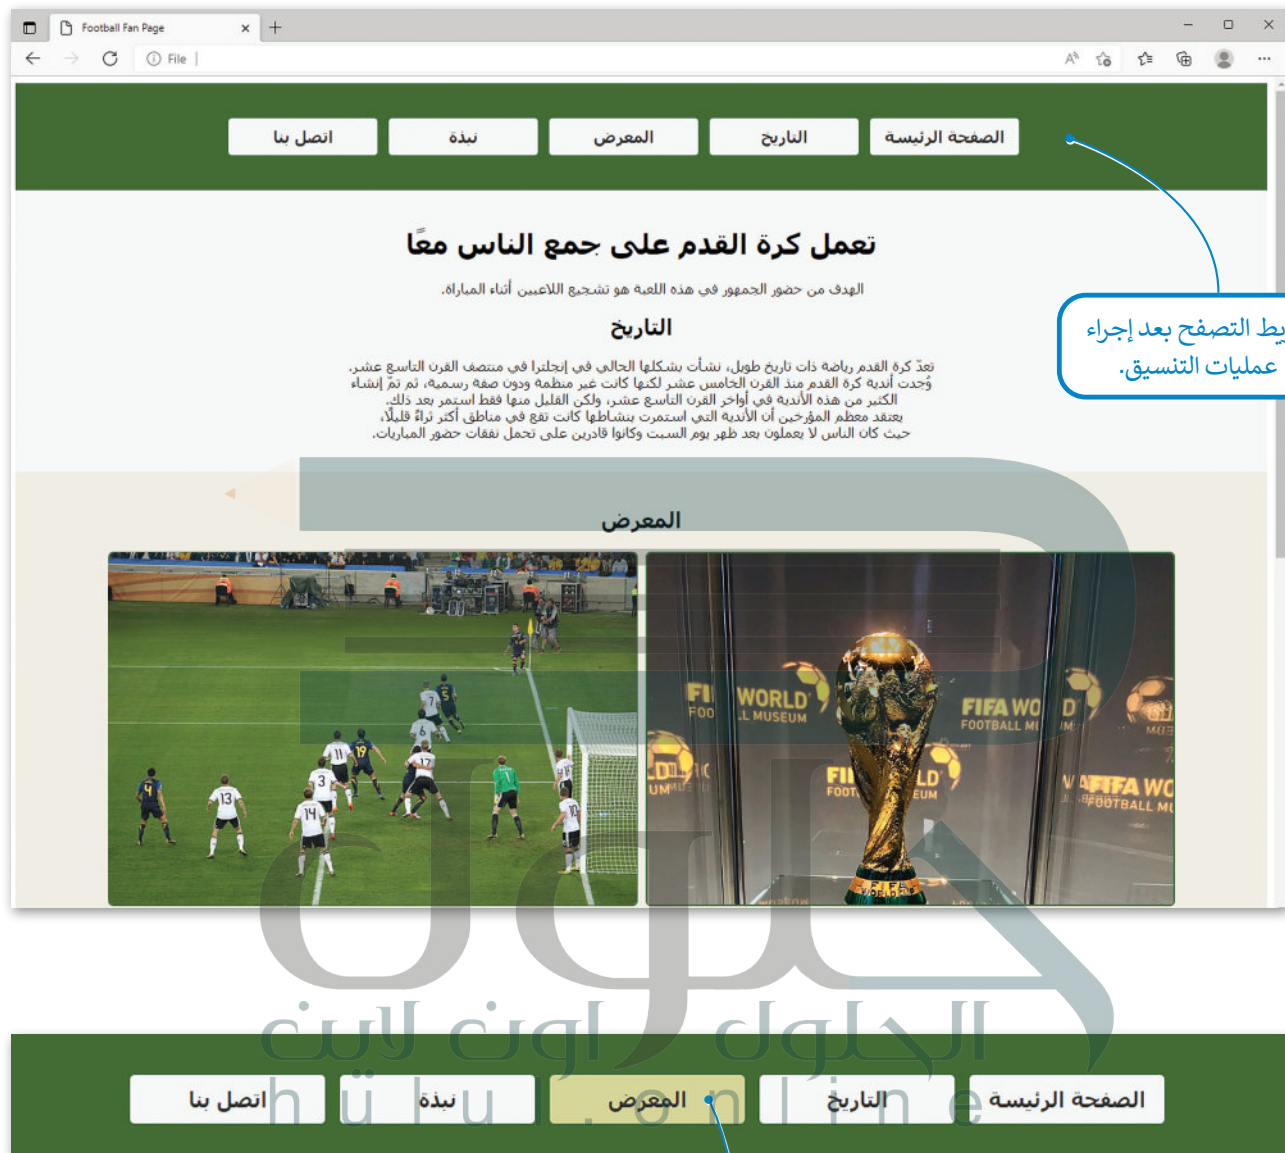 Football Fan Page
File
الصفحة الرئيسة
التاريخ
المعرض
نبذة
اتصل بنا
تعمل كرة القدم على جمع الناس معًا
الهدف من حضور الجمهور في هذه اللعبة هو تشجيع اللاعبين أثناء المباراة.
يط التصفح بعد إجراء
عمليات التنسيق.
التاريخ
تعدّ كرة القدم رياضة ذات تاريخ طويل، نشأت بشكلها الحالي في إنجلترا في منتصف القرن التاسع عشر.
وُجدت أندية كرة القدم منذ القرن الخامس عشر لكنها كانت غير منظمة ودون صفة رسمية، ثم تمّ إنشاء
الكثير من هذه الأندية في أواخر القرن التاسع عشر، ولكن القليل منها فقط استمر بعد ذلك.
يعتقد معظم المؤرخين أن الأندية التي استمرت بنشاطها كانت تقع في مناطق أكثر ثراءً قليلًا،
حيث كان الناس لا يعملون بعد ظهر يوم السبت وكانوا قادرين على تحمل نفقات حضور المباريات.
المعرض
WORLD
MUSEUM
FIFA WO
FOOTBALL
FIFA WO
FOOTBALL
حلول
الحلول اون لاين
hülul.online
الصفحة الرئيسة
التاريخ
المعرض
نبذة
اتصل بنا